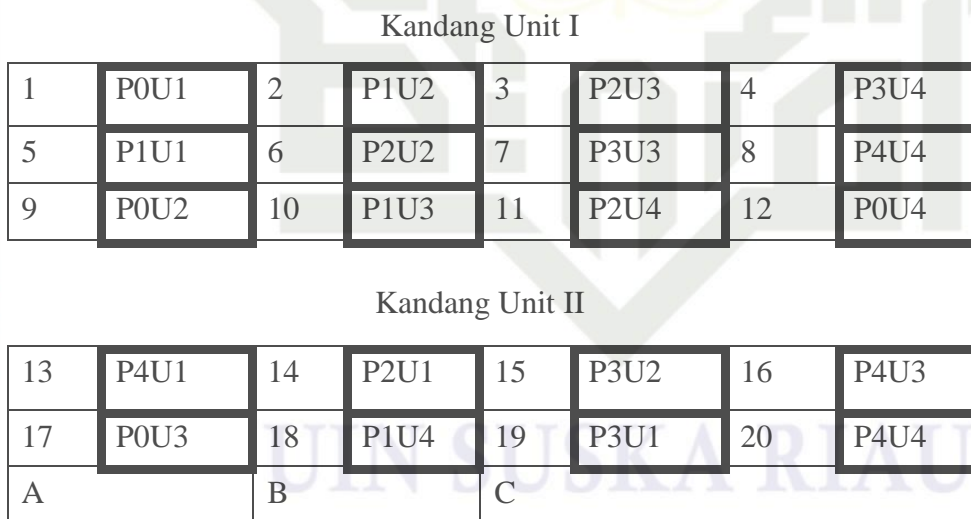 Kandang Unit I
1 P0U1 2 P1U2 3 P2U3 4 P3U4
5 P1U1 6 P2U2 7 P3U3 8 P4U4
9 P0U2 10 P1U3 11 P2U4 12 P0U4
Kandang Unit II
13 P4U1 14 P2U1 15 P3U2 16 P4U3
17 P0U3 18 P1U4 19 P3U1 20 P4U4
UIN SUSKA RIAU
A B C